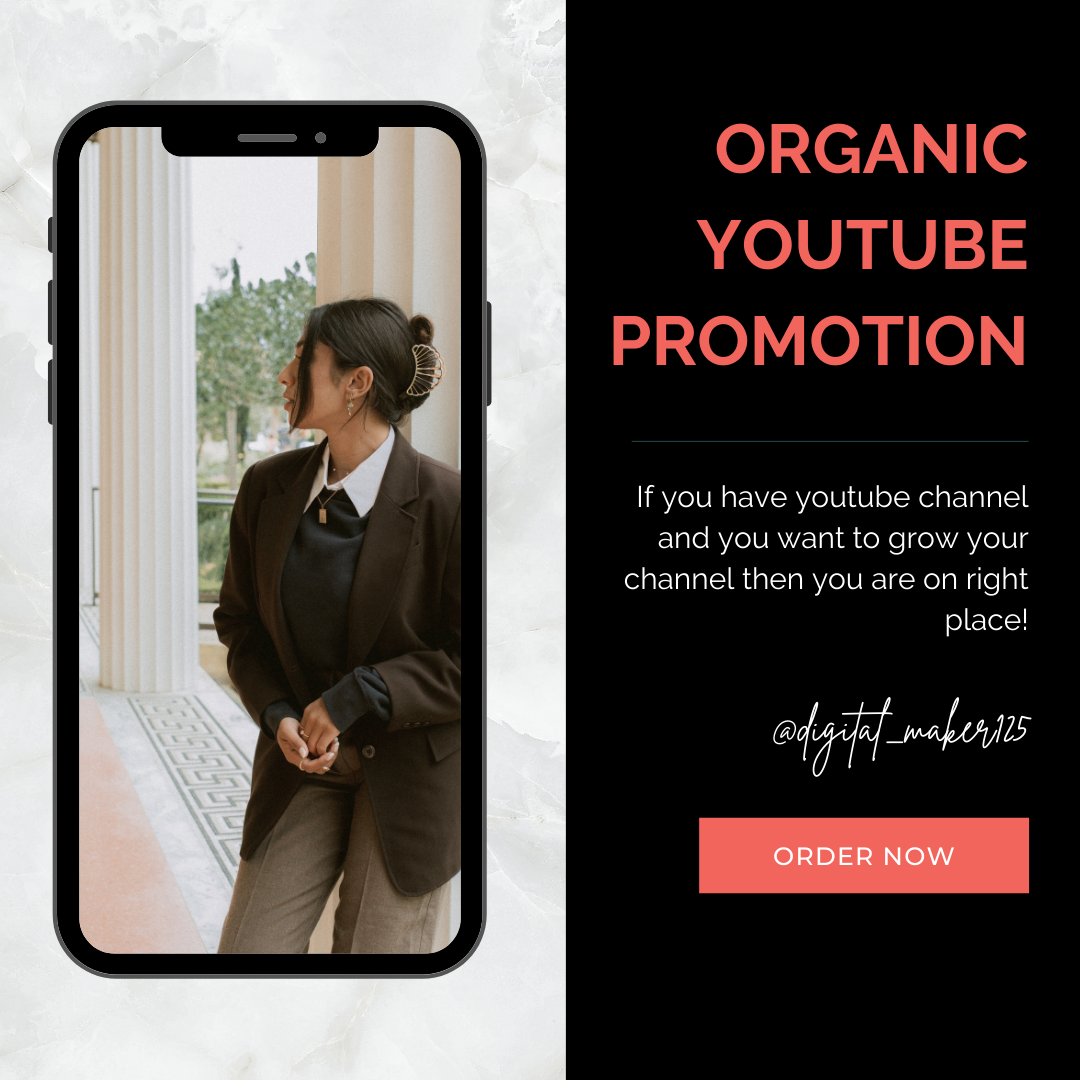 ORGANIC
YOUTUBE
PROMOTION
If you have youtube channel
and you want to grow your
channel then you are on right
place!
@digital_maker125
ORDER NOW